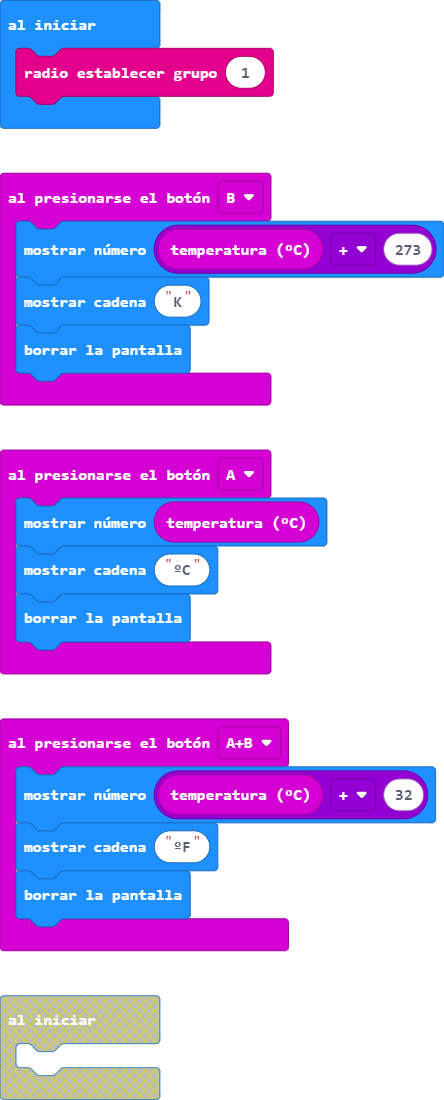 al iniciar
radio establecer grupo 1
al presionarse el botón B
mostrar número temperatura (ºC) + 273
mostrar cadena "K"
borrar la pantalla
al presionarse el botón A
mostrar número temperatura (ºC)
mostrar cadena "ºC"
borrar la pantalla
al presionarse el botón A+B
mostrar número temperatura (ºC) + 32
mostrar cadena "ºF"
borrar la pantalla
al iniciar